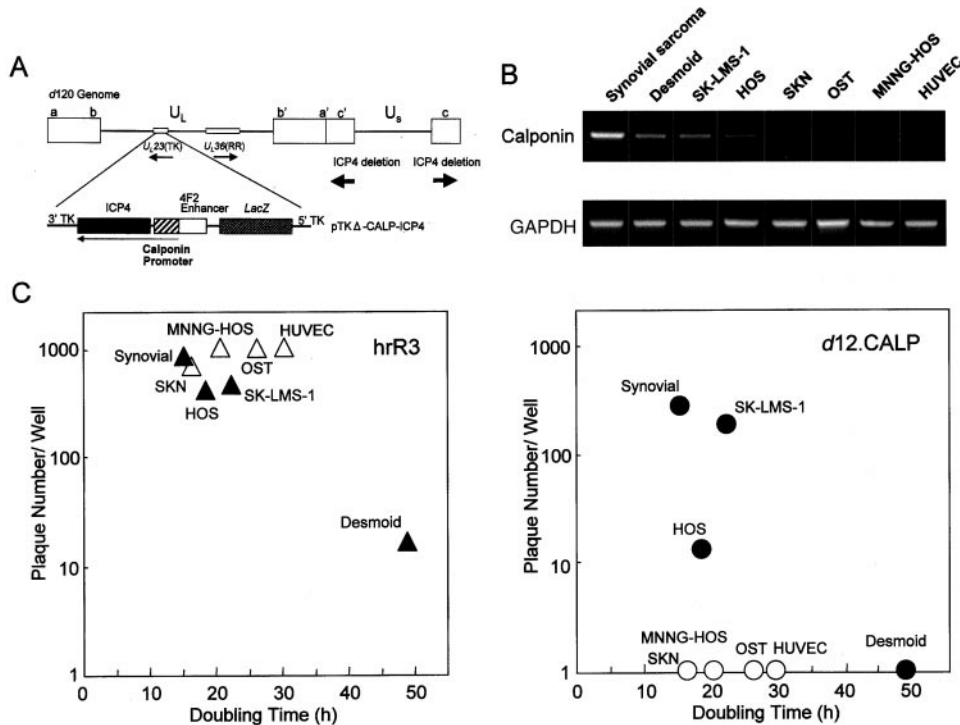 A
d120 Genome
a b U_L b' a' c' U_s c
U_L23(TK) U_L36(RR)
ICP4 deletion ICP4 deletion
3' TK ICP4 4F2 Enhancer LacZ 5' TK pTKΔ-CALP-ICP4
Calponin Promoter
B
Synovial sarcoma
Desmoid
SK-LMS-1
HOS
SKN
OST
MNNG-HOS
HUVEC
Calponin
GAPDH
C
hrR3
Plaque Number/ Well
1000
100
10
1
MNNG-HOS HUVEC
Synovial
OST
SKN
SK-LMS-1
HOS
Desmoid
0 10 20 30 40 50
Doubling Time (h)
d12.CALP
Plaque Number/ Well
1000
100
10
1
Synovial
SK-LMS-1
HOS
MNNG-HOS
SKN
OST HUVEC
Desmoid
0 10 20 30 40 50
Doubling Time (h)